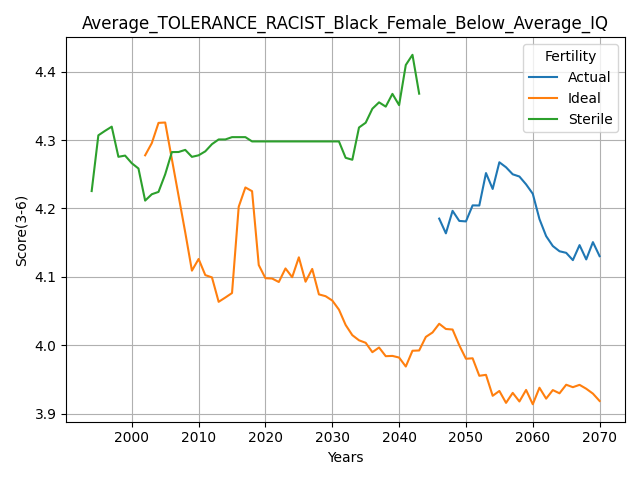 Average_TOLERANCE_RACIST_Black_Female_Below_Average_IQ
Fertility
Actual
Ideal
Sterile
Score(3-6)
4.4
4.3
4.2
4.1
4.0
3.9
2000 2010 2020 2030 2040 2050 2060 2070
Years